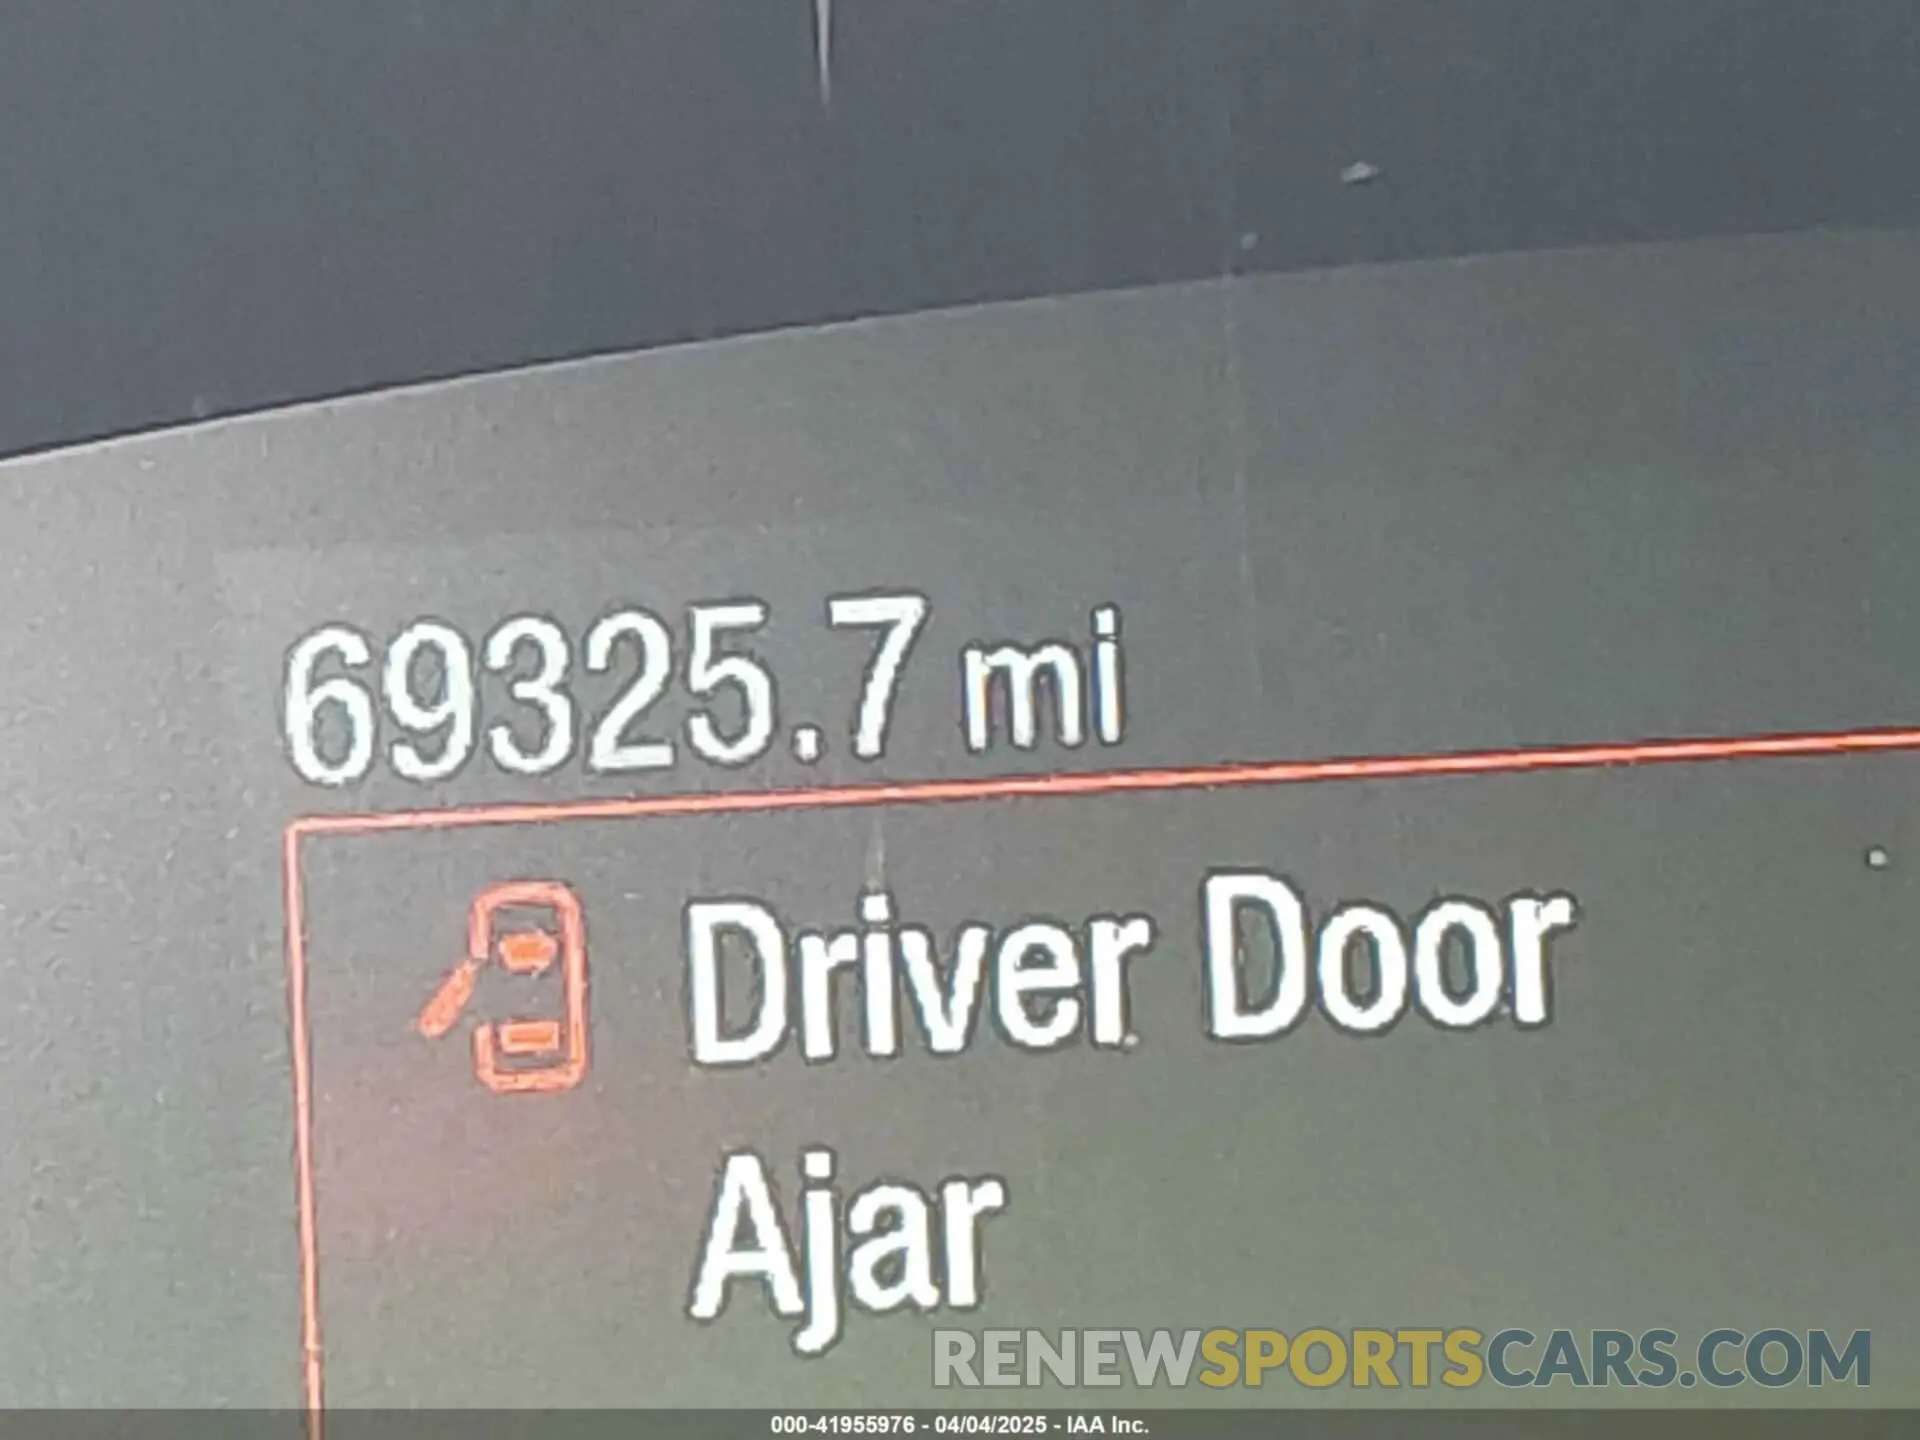 69325.7 mi
Driver Door
Ajar
RENEWSPORTSCARS.COM
000-41955976 - 04/04/2025 - IAA Inc.